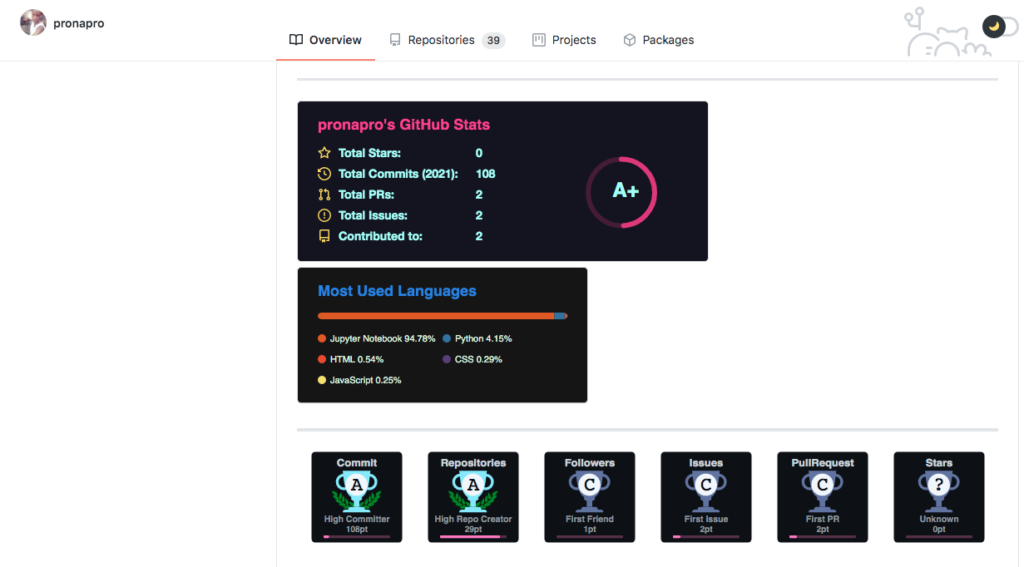 pronapro
Overview Repositories 39 Projects Packages
pronapro's GitHub Stats
Total Stars: 0
Total Commits (2021): 108
Total PRs: 2
Total Issues: 2
Contributed to: 2
A+
Most Used Languages
Jupyter Notebook 94.78% Python 4.15%
HTML 0.54% CSS 0.29%
JavaScript 0.25%
Commit Repositories Followers Issues PullRequest Stars
A A C C C ?
High Committer High Repo Creator First Friend First Issue First PR Unknown
108pt 29pt 1pt 2pt 2pt 0pt